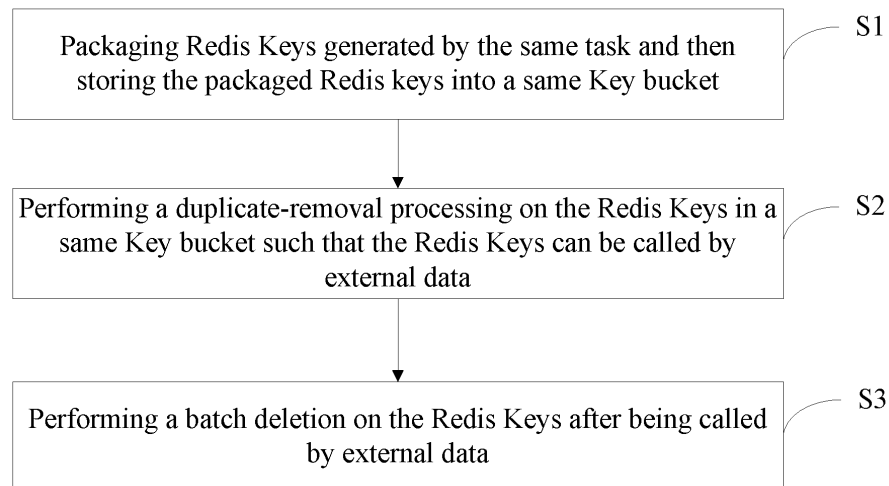 Packaging Redis Keys generated by the same task and then
storing the packaged Redis keys into a same Key bucket
S1
Performing a duplicate-removal processing on the Redis Keys in a
same Key bucket such that the Redis Keys can be called by
external data
S2
Performing a batch deletion on the Redis Keys after being called
by external data
S3